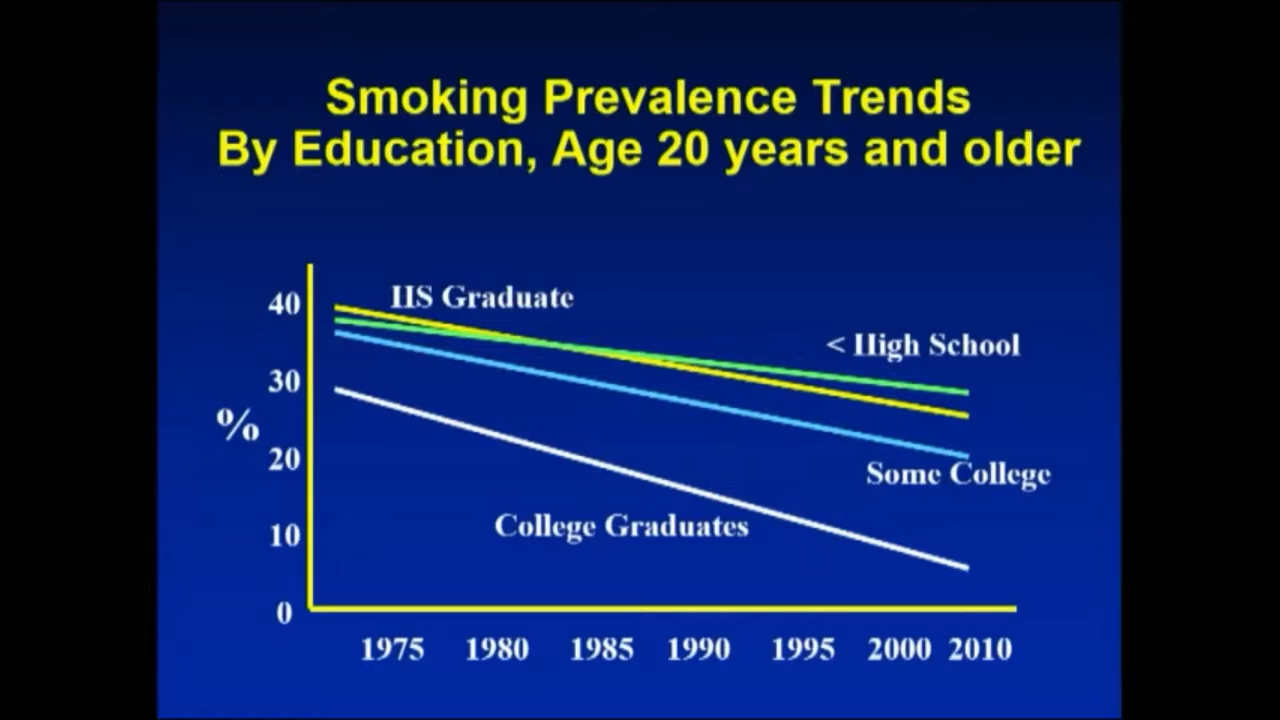 Smoking Prevalence Trends
By Education, Age 20 years and older
40
30
20
10
0
%
HS Graduate
< High School
Some College
College Graduates
1975 1980 1985 1990 1995 2000 2010